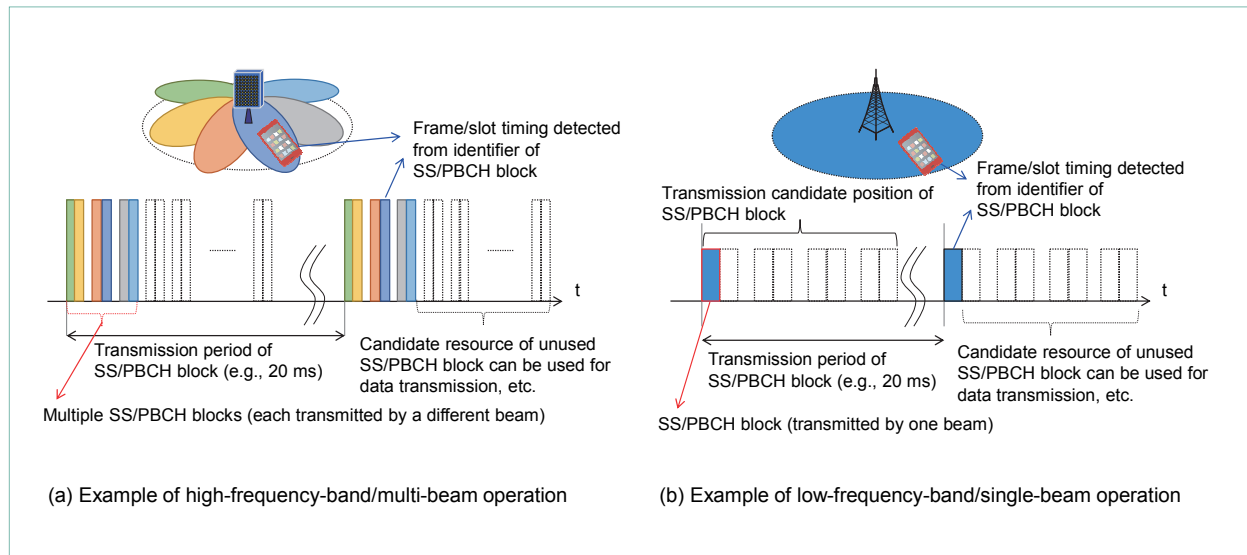 Frame/slot timing detected
from identifier of
SS/PBCH block
t
Transmission period of
SS/PBCH block (e.g., 20 ms)
Candidate resource of unused
SS/PBCH block can be used for
data transmission, etc.
Multiple SS/PBCH blocks (each transmitted by a different beam)
(a) Example of high-frequency-band/multi-beam operation
Transmission candidate position of
SS/PBCH block
Frame/slot timing detected
from identifier of
SS/PBCH block
t
Transmission period of
SS/PBCH block (e.g., 20 ms)
Candidate resource of unused
SS/PBCH block can be used for
data transmission, etc.
SS/PBCH block (transmitted by one beam)
(b) Example of low-frequency-band/single-beam operation